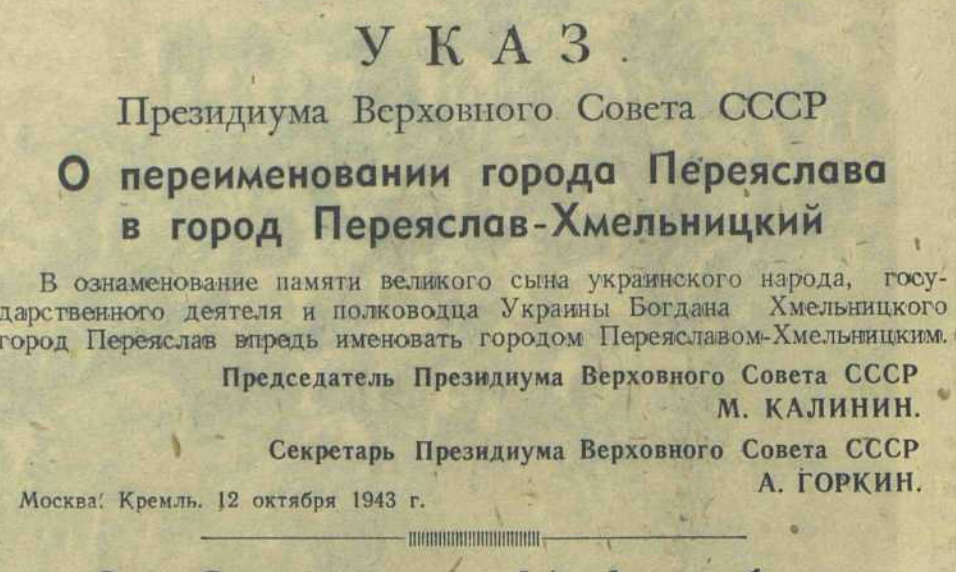 УКАЗ
Президиума Верховного Совета СССР
О переименовании города Переяслава
в город Переяслав-Хмельницкий
В ознаменование памяти великого сына украинского народа, госу-
дарственного деятеля и полководца Украины Богдана Хмельницкого
город Переяслав впредь именовать городом Переяславом-Хмельницким.
Председатель Президиума Верховного Совета СССР
М. КАЛИНИН.
Секретарь Президиума Верховного Совета СССР
А. ГОРКИН.
Москва. Кремль. 12 октября 1943 г.